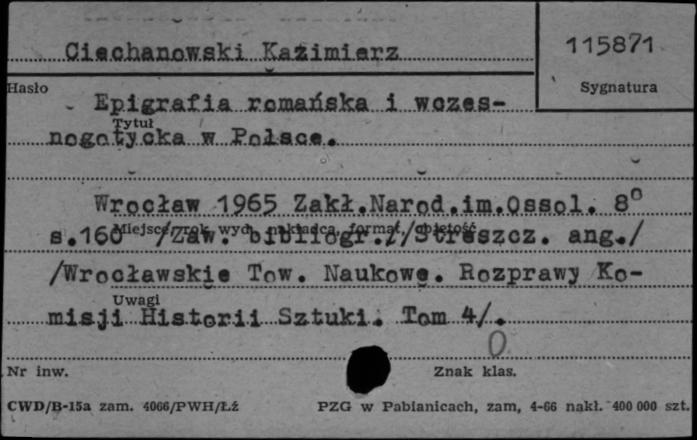 Ciechanowski Kazimierz
115871
Hasło
Sygnatura
Epigrafia romańska i wczes-
Tytuł
nogotycka w Polsce.
Wrocław 1965 Zakł.Narod.im.Ossol. 8°
Miejsce, rok wyd., nakładca, format, objętość
s.160 /Zaw. bibliogr./ /Streszcz. ang./
/Wrocławskie Tow. Naukowe. Rozprawy Ko-
Uwagi
misji Historii Sztuki. Tom 4/.
0
Nr inw.
Znak klas.
CWD/B-15a zam. 4066/PWH/Łź
PZG w Pabianicach, zam, 4-66 nakł. 400 000 szt.